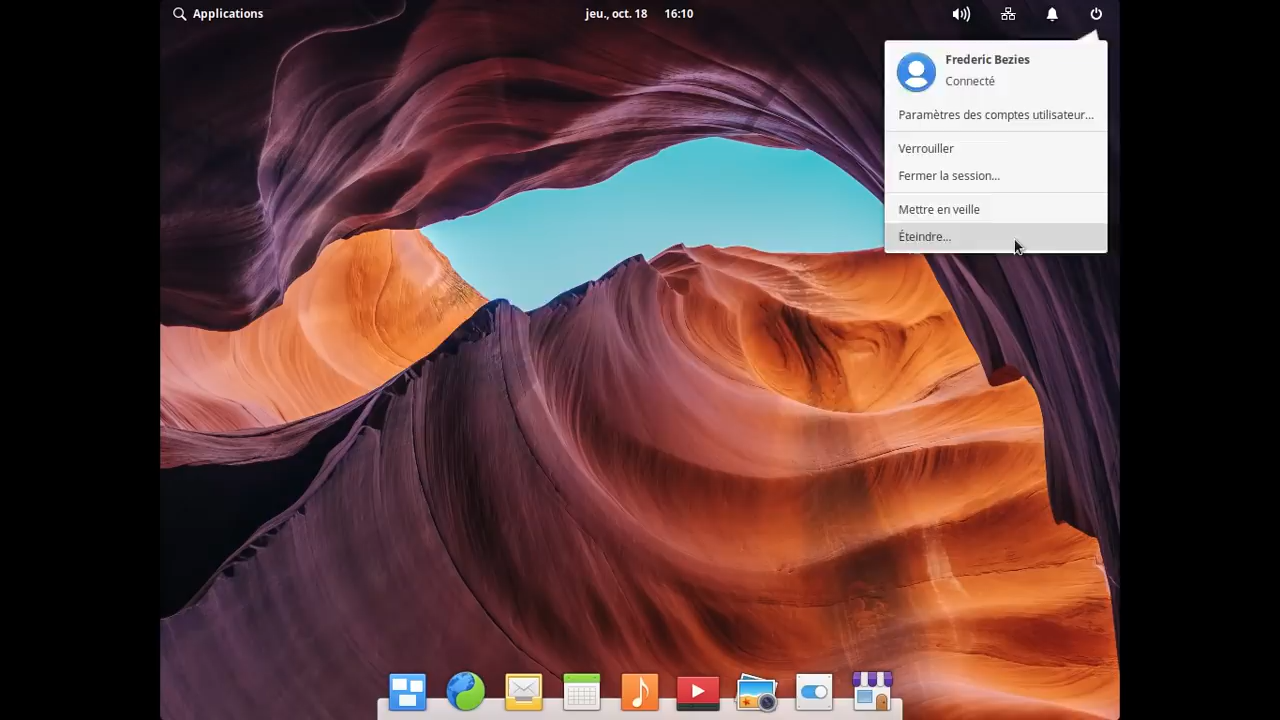 Applications
jeu., oct. 18 16:10
Frederic Bezies
Connecté
Paramètres des comptes utilisateur...
Verrouiller
Fermer la session...
Mettre en veille
Éteindre...